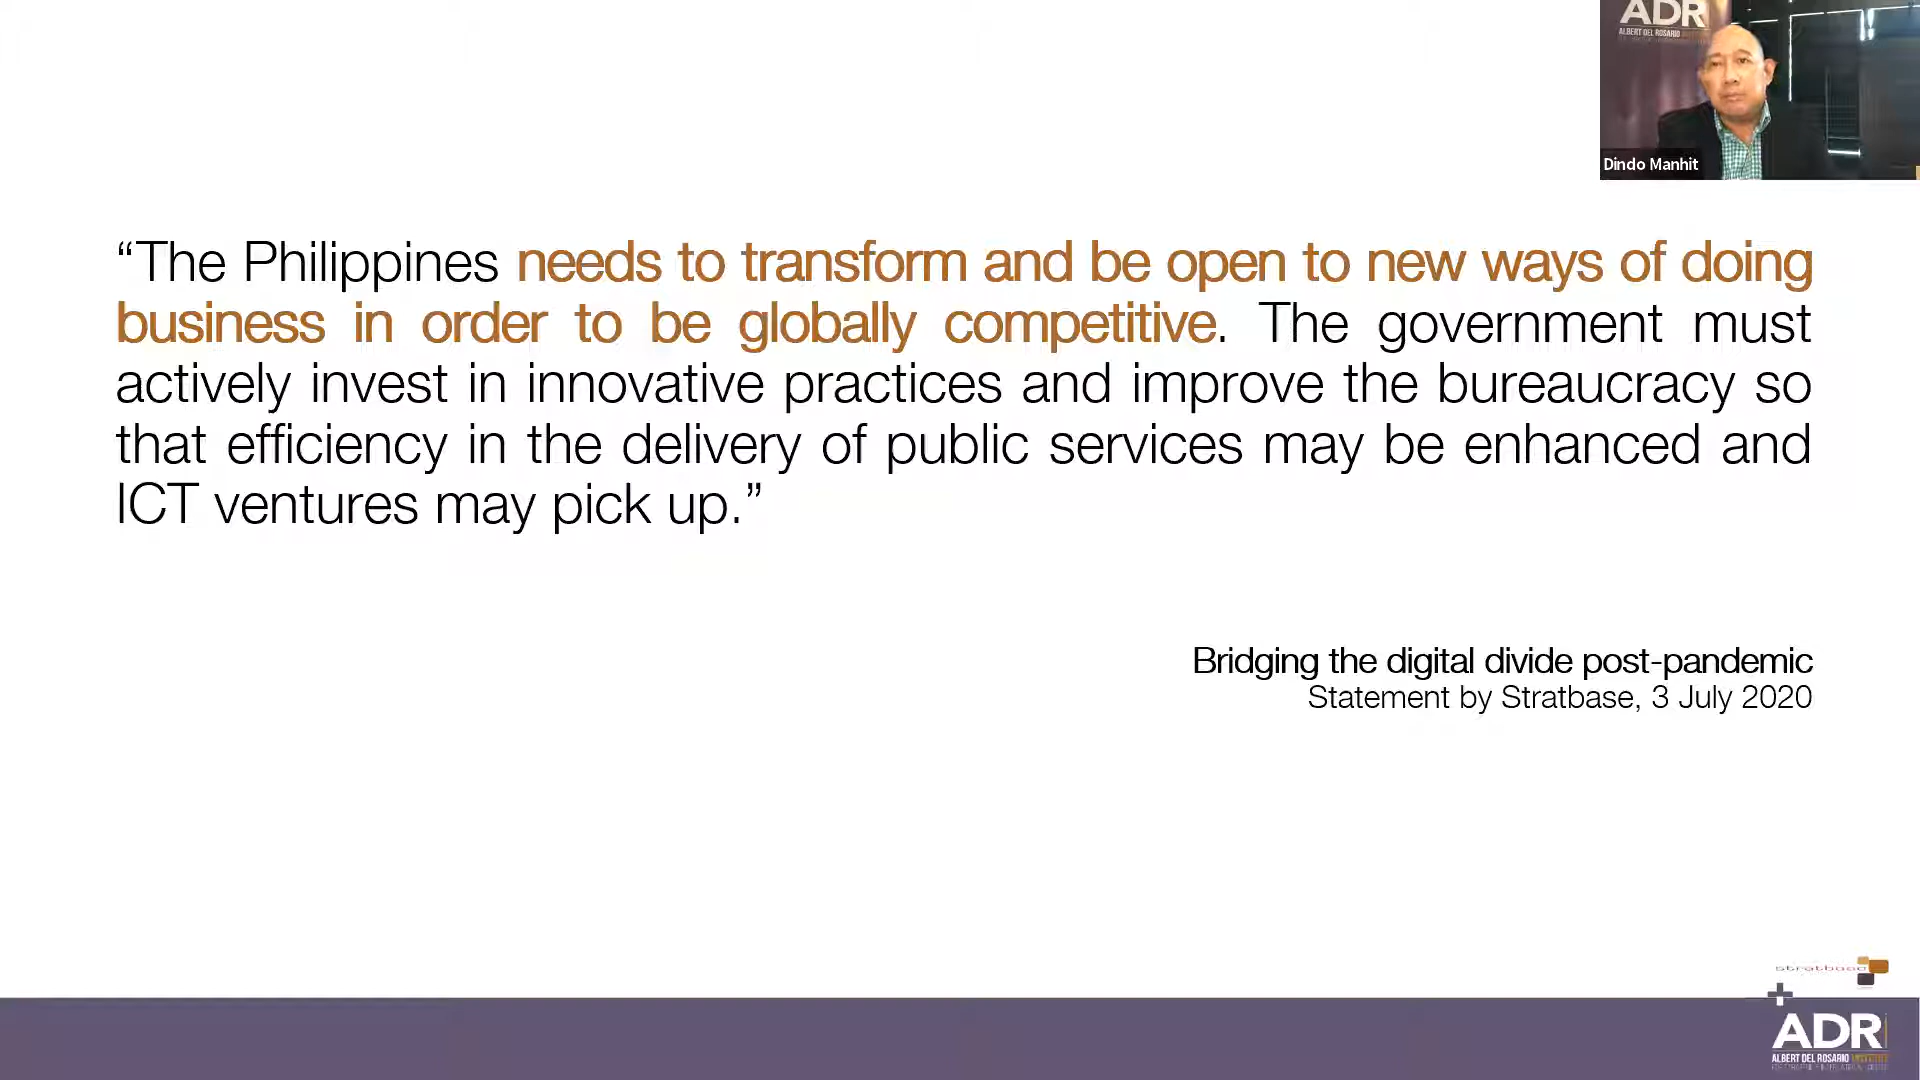 ADR
ALBERT DEL ROSARIO
Dindo Manhit
“The Philippines needs to transform and be open to new ways of doing
business in order to be globally competitive. The government must
actively invest in innovative practices and improve the bureaucracy so
that efficiency in the delivery of public services may be enhanced and
ICT ventures may pick up.”
Bridging the digital divide post-pandemic
Statement by Stratbase, 3 July 2020
stratbase
+
ADR
ALBERT DEL ROSARIO